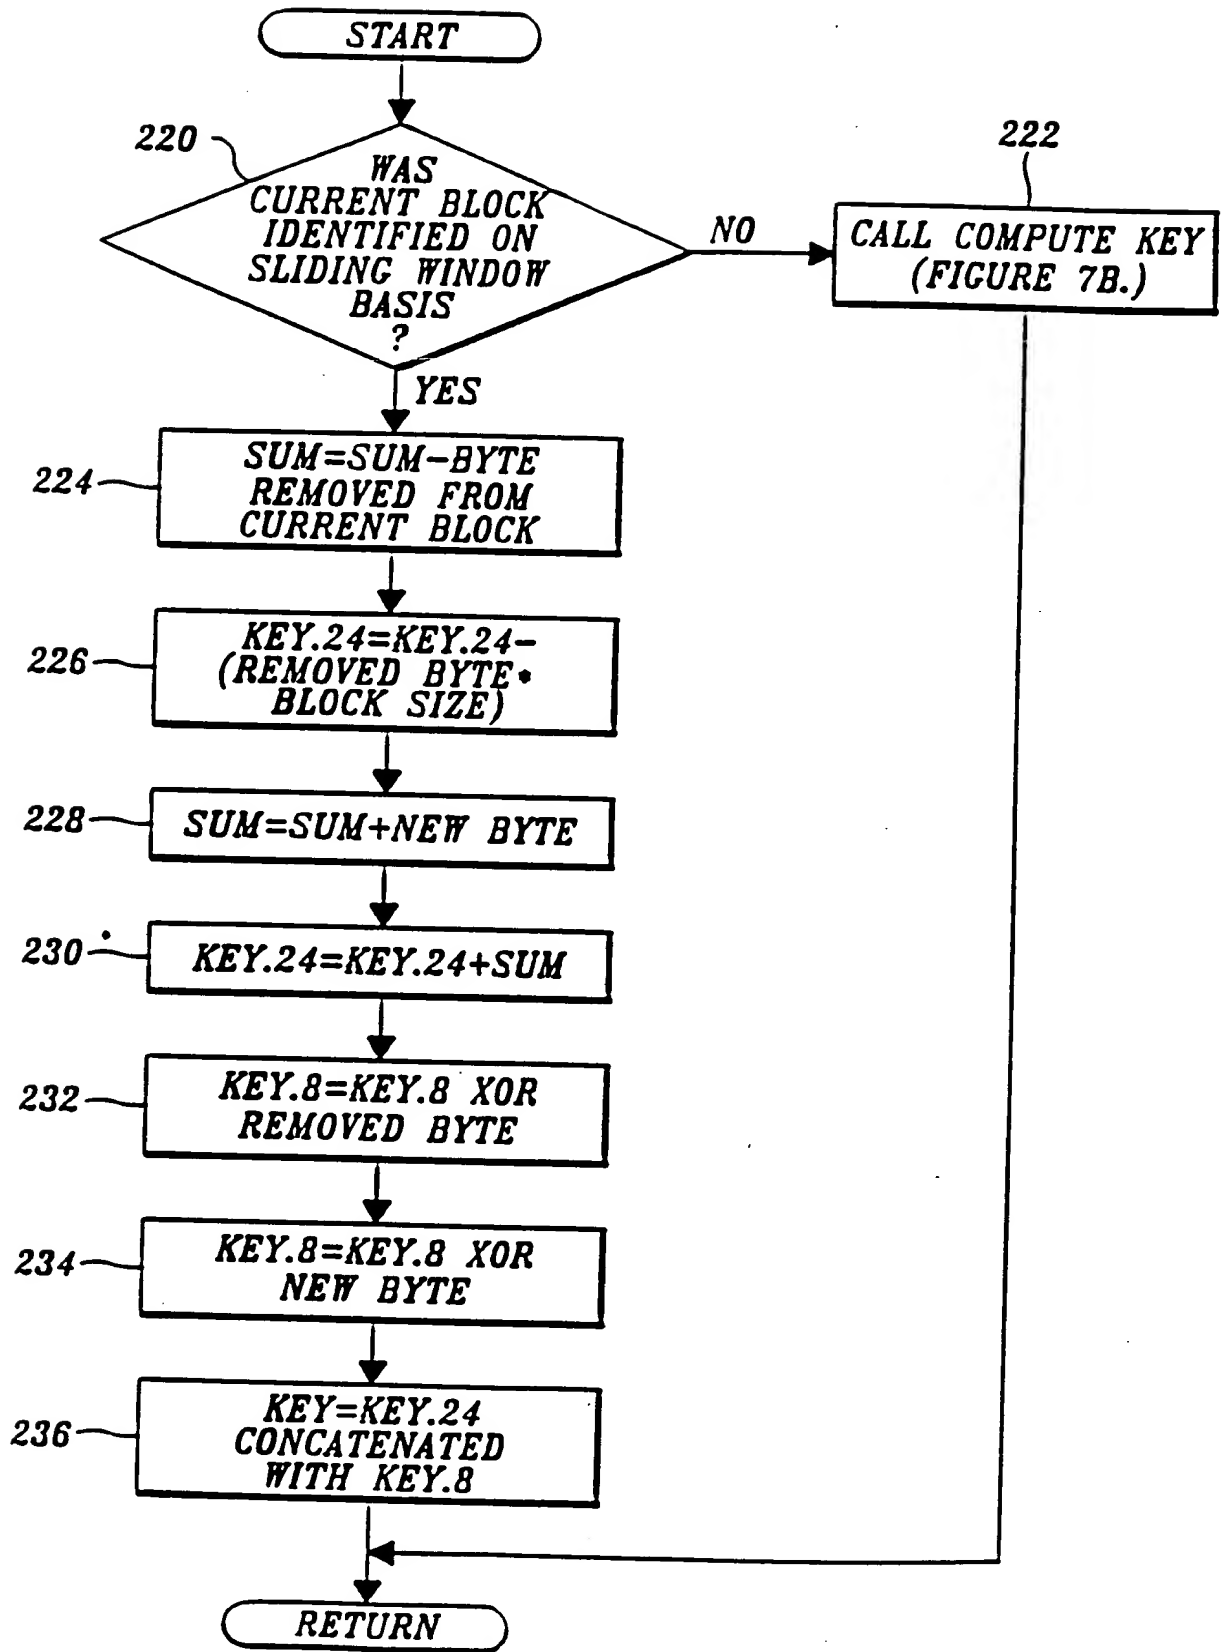 START
220
WAS
CURRENT BLOCK
IDENTIFIED ON
SLIDING WINDOW
BASIS
?
NO
222
CALL COMPUTE KEY
(FIGURE 7B.)
YES
224
SUM=SUM-BYTE
REMOVED FROM
CURRENT BLOCK
226
KEY.24=KEY.24-
(REMOVED BYTE*
BLOCK SIZE)
228
SUM=SUM+NEW BYTE
230
KEY.24=KEY.24+SUM
232
KEY.8=KEY.8 XOR
REMOVED BYTE
234
KEY.8=KEY.8 XOR
NEW BYTE
236
KEY=KEY.24
CONCATENATED
WITH KEY.8
RETURN